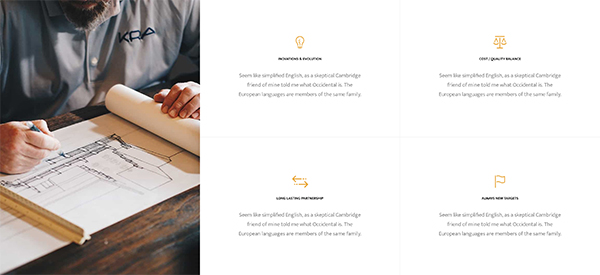 KRA
INOVATIONS & EVOLUTION
Seem like simplified English, as a skeptical Cambridge
friend of mine told me what Occidental is. The
European languages are members of the same family.
COST / QUALITY BALANCE
Seem like simplified English, as a skeptical Cambridge
friend of mine told me what Occidental is. The
European languages are members of the same family.
LONG LASTING PARTNERSHIP
Seem like simplified English, as a skeptical Cambridge
friend of mine told me what Occidental is. The
European languages are members of the same family.
ALWAYS NEW TARGETS
Seem like simplified English, as a skeptical Cambridge
friend of mine told me what Occidental is. The
European languages are members of the same family.